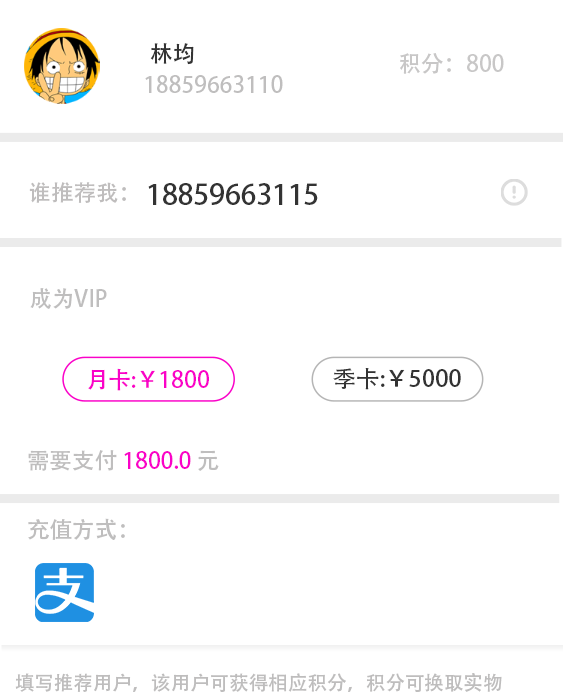 林均
积分：800
18859663110
谁推荐我：18859663115
成为VIP
月卡:￥1800
季卡:￥5000
需要支付 1800.0 元
充值方式：
支
填写推荐用户，该用户可获得相应积分，积分可换取实物